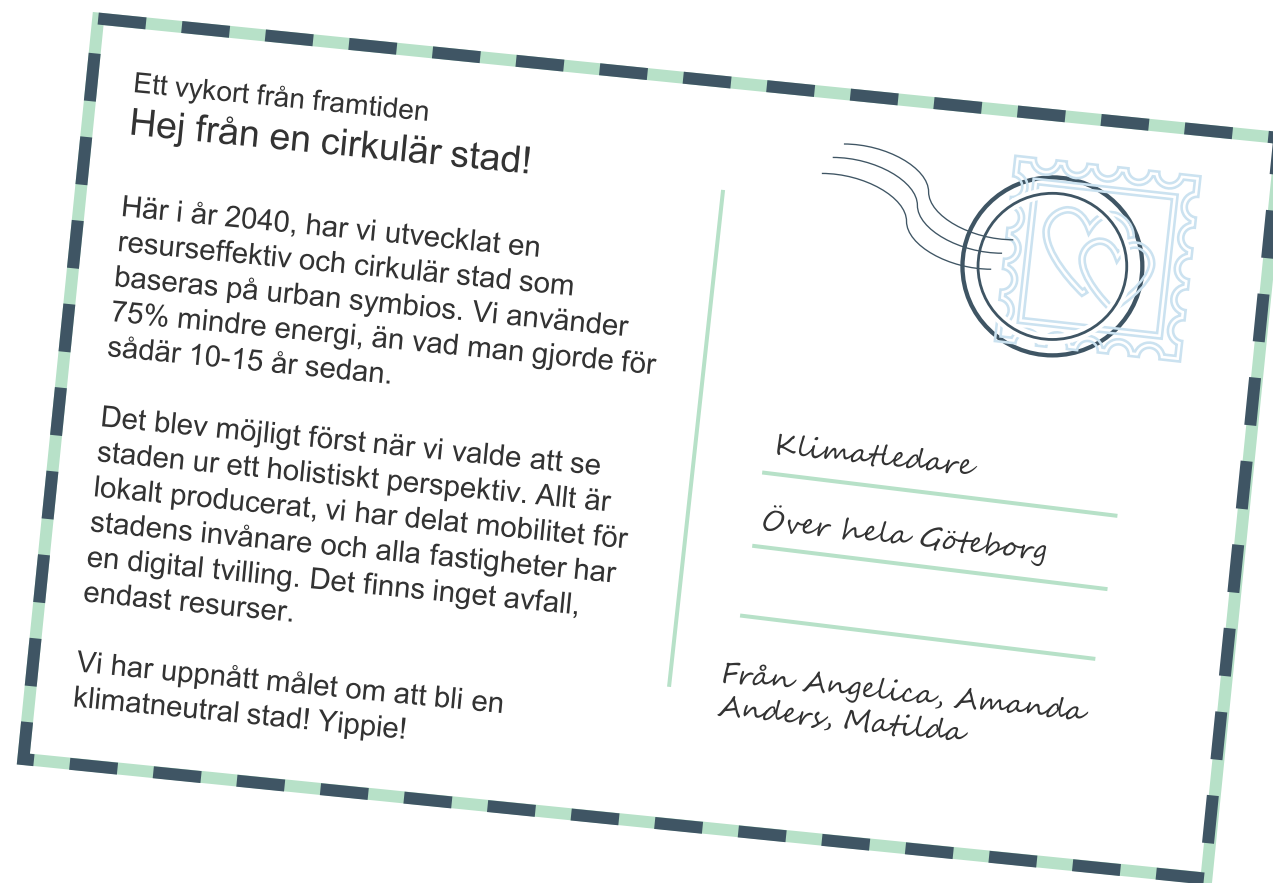 Ett vykort från framtiden
Hej från en cirkulär stad!
Här i år 2040, har vi utvecklat en
resurseffektiv och cirkulär stad som
baseras på urban symbios. Vi använder
75% mindre energi, än vad man gjorde för
sådär 10-15 år sedan.
Det blev möjligt först när vi valde att se
staden ur ett holistiskt perspektiv. Allt är
lokalt producerat, vi har delat mobilitet för
stadens invånare och alla fastigheter har
en digital tvilling. Det finns inget avfall,
endast resurser.
Vi har uppnått målet om att bli en
klimatneutral stad! Yippie!
Klimatledare
Över hela Göteborg
Från Angelica, Amanda
Anders, Matilda